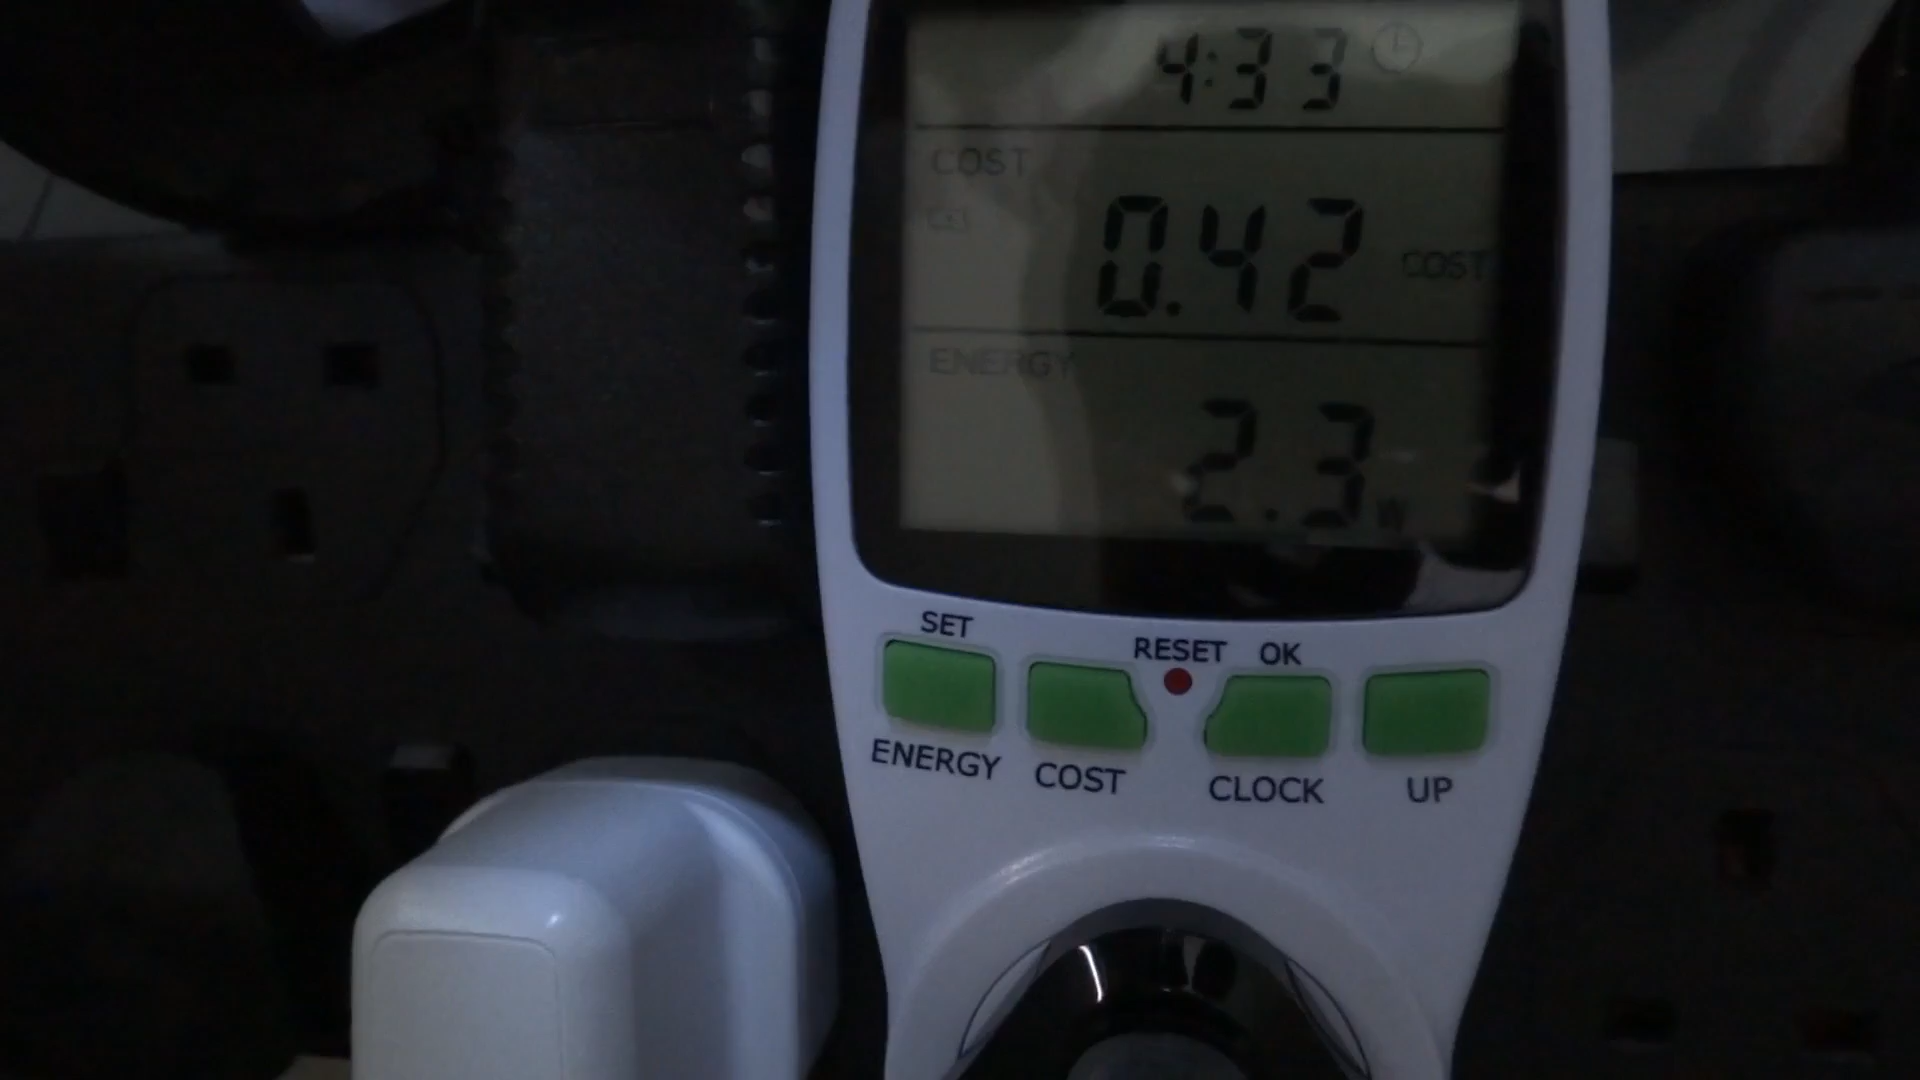 4:33
COST
0.42 COST
ENERGY
2.3 W
SET
RESET OK
ENERGY COST CLOCK UP